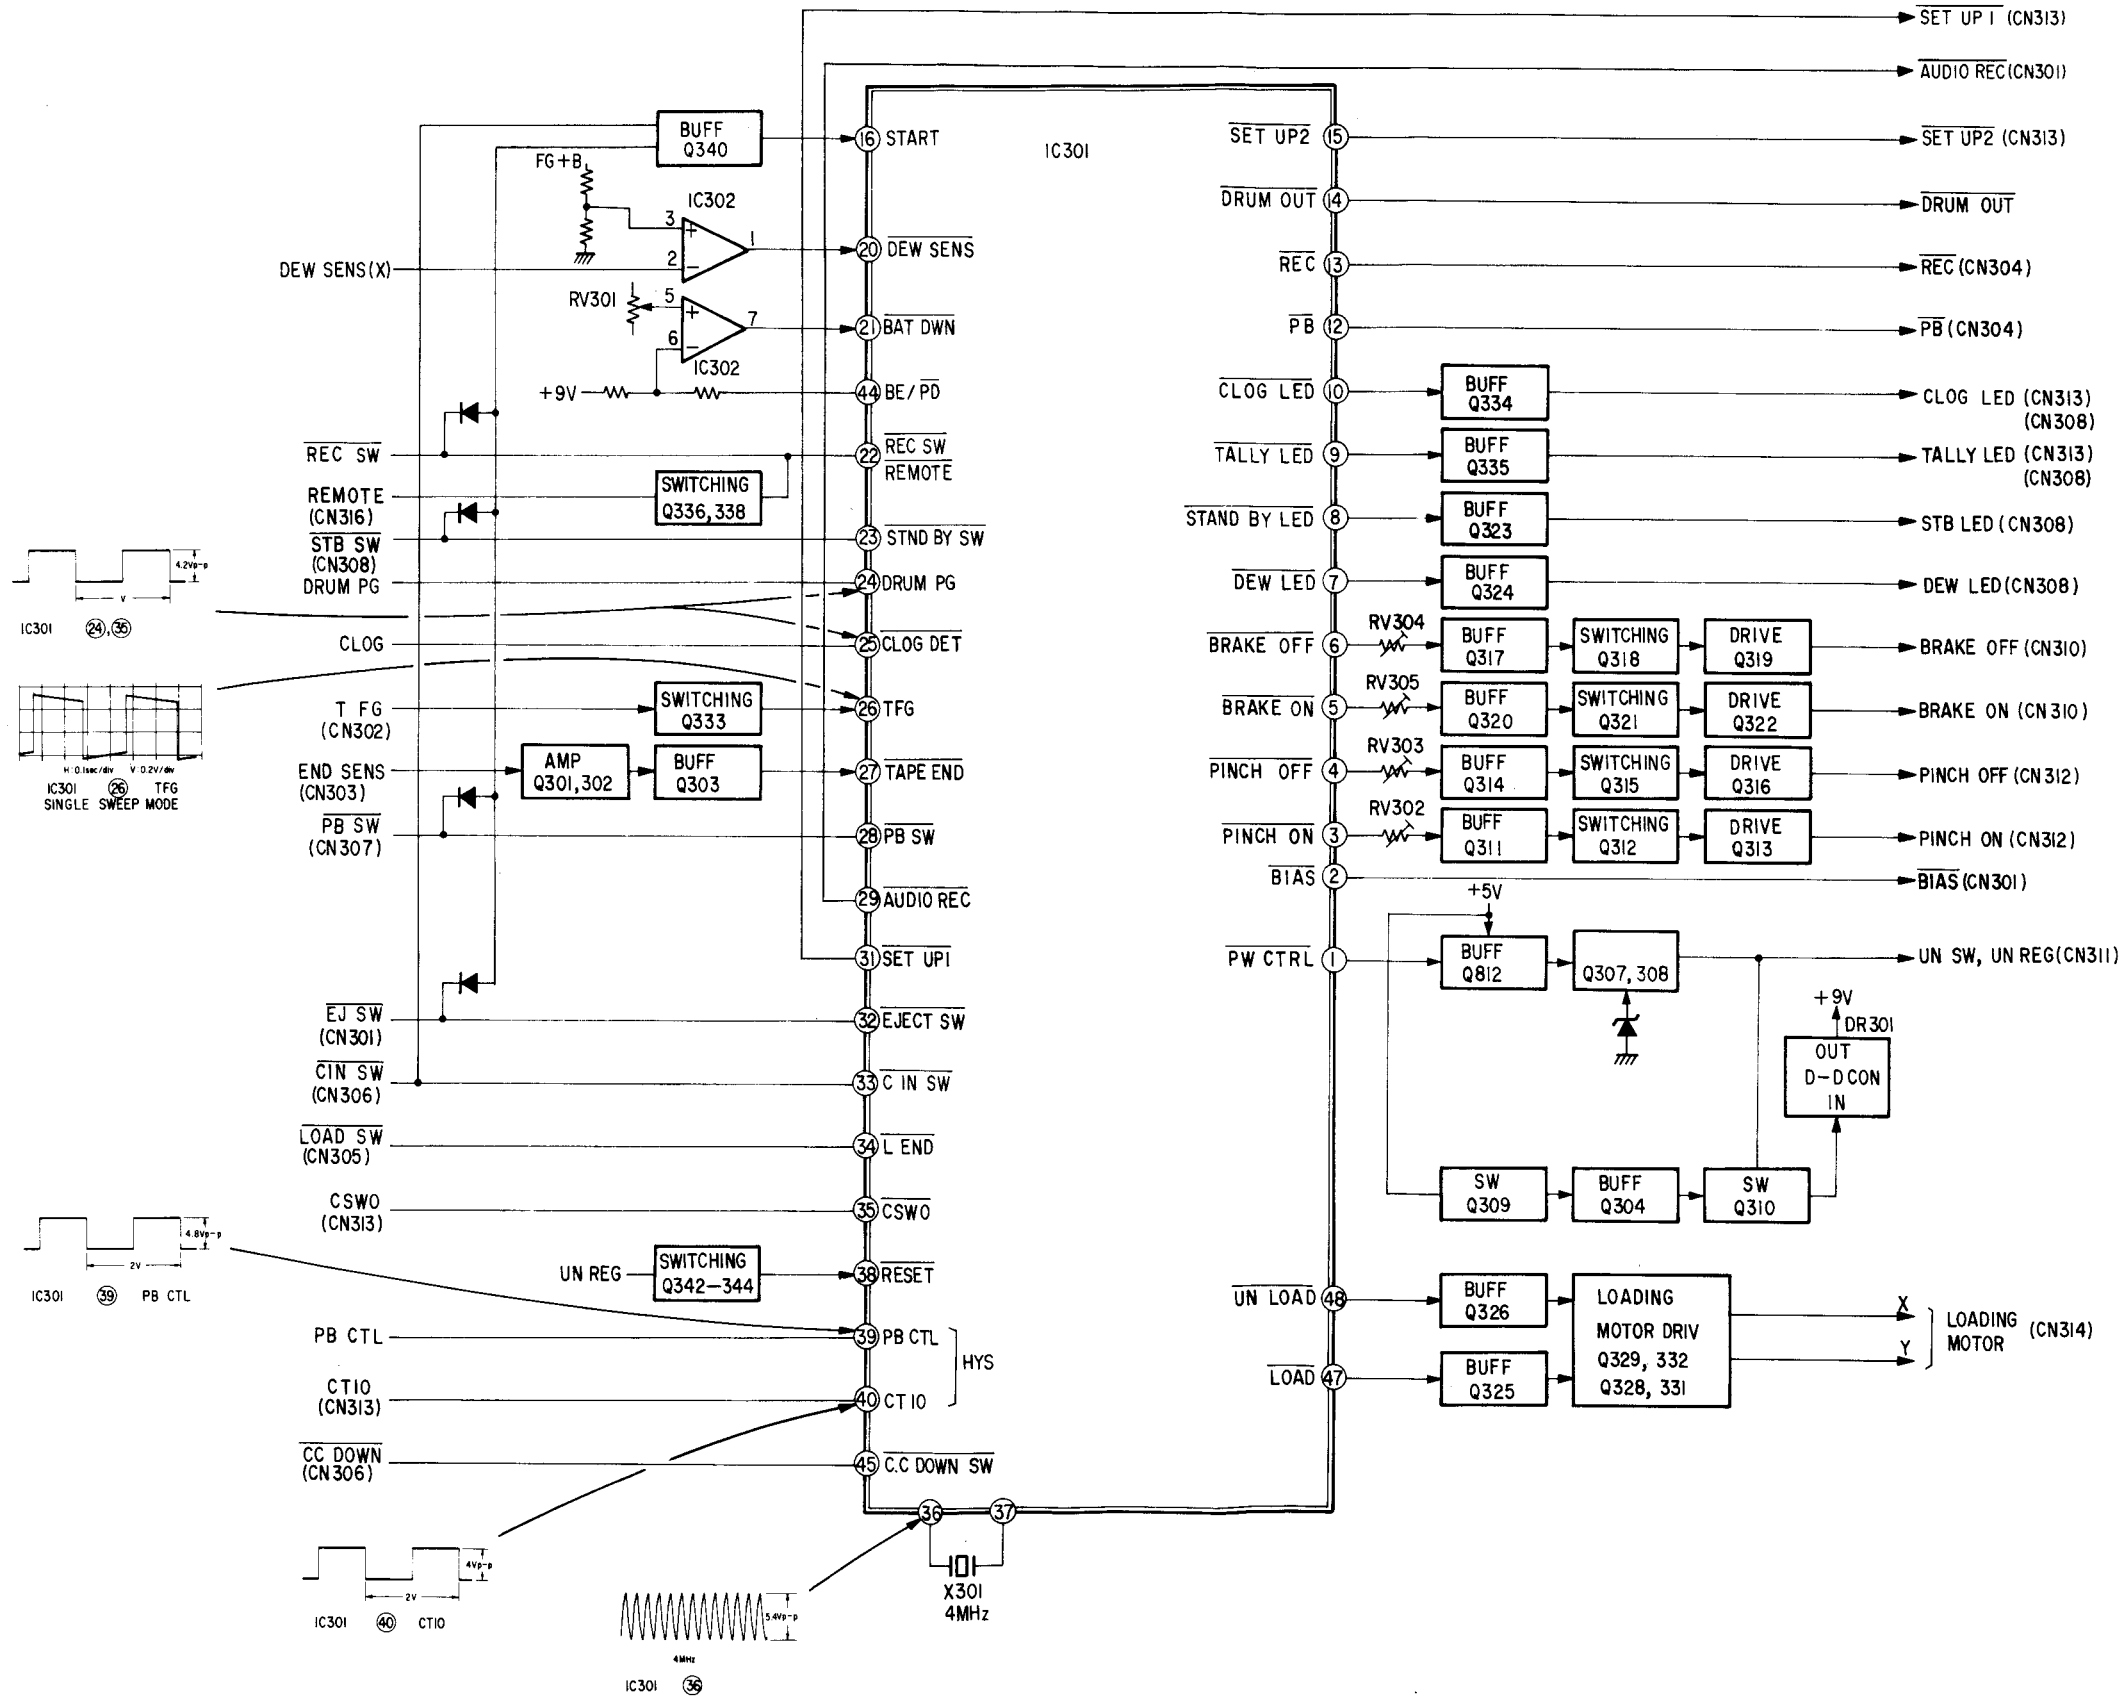 SET UP 1 (CN313)
AUDIO REC (CN301)
IC301
BUFF
Q340
16 START
FG+B
IC302
3
+
2
−
1
DEW SENS(X)
20 DEW SENS
RV301
5
+
6
−
7
IC302
21 BAT DWN
+9V
44 BE/PD
REC SW
22 REC SW
REMOTE
REMOTE
(CN316)
SWITCHING
Q336,338
STB SW
(CN308)
23 STND BY SW
DRUM PG
24 DRUM PG
4.2Vp-p
V
IC301 24,35
CLOG
25 CLOG DET
T FG
(CN302)
SWITCHING
Q333
26 TFG
H:0.1sec/div V:0.2V/div
IC301 26 TFG
SINGLE SWEEP MODE
END SENS
(CN303)
AMP
Q301,302
BUFF
Q303
27 TAPE END
PB SW
(CN307)
28 PB SW
29 AUDIO REC
31 SET UP1
EJ SW
(CN301)
32 EJECT SW
CIN SW
(CN306)
33 C IN SW
LOAD SW
(CN305)
34 L END
CSWO
(CN313)
35 CSWO
UN REG
SWITCHING
Q342–344
38 RESET
4.8Vp-p
2V
IC301 39 PB CTL
PB CTL
39 PB CTL
HYS
CT10
(CN313)
40 CT10
CC DOWN
(CN306)
45 C.C DOWN SW
4Vp-p
2V
IC301 40 CT10
36
37
X301
4MHz
5.4Vp-p
4MHz
IC301 36
SET UP2 15
SET UP2 (CN313)
DRUM OUT 14
DRUM OUT
REC 13
REC (CN304)
PB 12
PB (CN304)
CLOG LED 10
BUFF
Q334
CLOG LED (CN313)
(CN308)
TALLY LED 9
BUFF
Q335
TALLY LED (CN313)
(CN308)
STAND BY LED 8
BUFF
Q323
STB LED (CN308)
DEW LED 7
BUFF
Q324
DEW LED (CN308)
BRAKE OFF 6
RV304
BUFF
Q317
SWITCHING
Q318
DRIVE
Q319
BRAKE OFF (CN310)
BRAKE ON 5
RV305
BUFF
Q320
SWITCHING
Q321
DRIVE
Q322
BRAKE ON (CN310)
PINCH OFF 4
RV303
BUFF
Q314
SWITCHING
Q315
DRIVE
Q316
PINCH OFF (CN312)
PINCH ON 3
RV302
BUFF
Q311
SWITCHING
Q312
DRIVE
Q313
PINCH ON (CN312)
BIAS 2
BIAS (CN301)
+5V
PW CTRL 1
BUFF
Q812
Q307,308
UN SW, UN REG (CN311)
+9V
DR301
OUT
D-D CON
IN
SW
Q309
BUFF
Q304
SW
Q310
UN LOAD 48
BUFF
Q326
LOADING
MOTOR DRIV
Q329, 332
Q328, 331
X
Y
LOADING
MOTOR
(CN314)
LOAD 47
BUFF
Q325